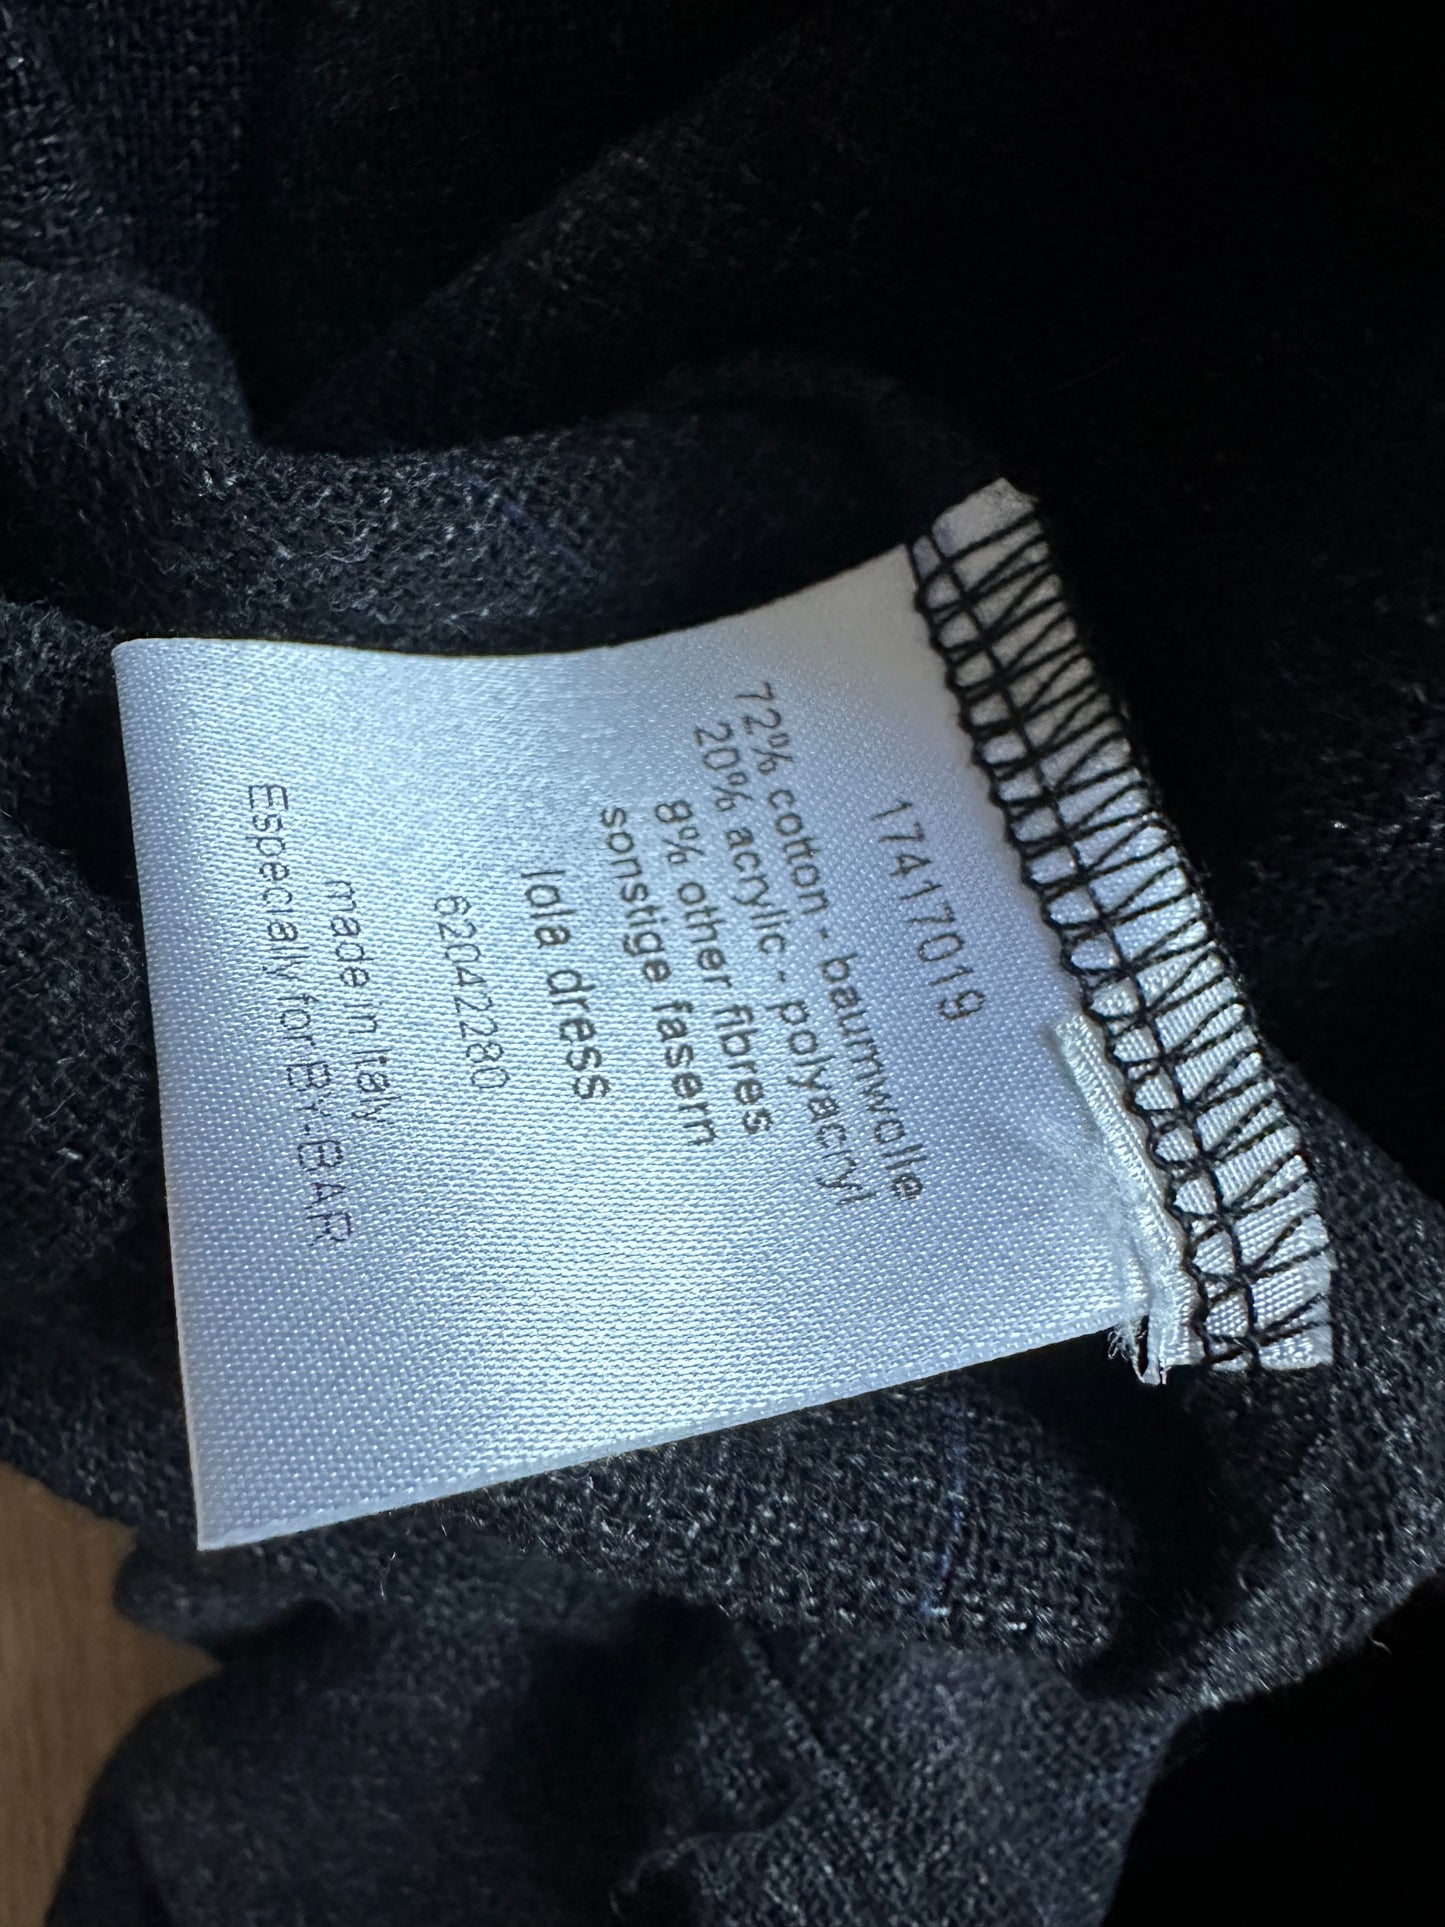 17417019
72% cotton - baumwolle
20% acrylic - polyacryl
8% other fibres
sonstige fasern
lola dress
62042280
made in Italy
Especially for BY-BAR